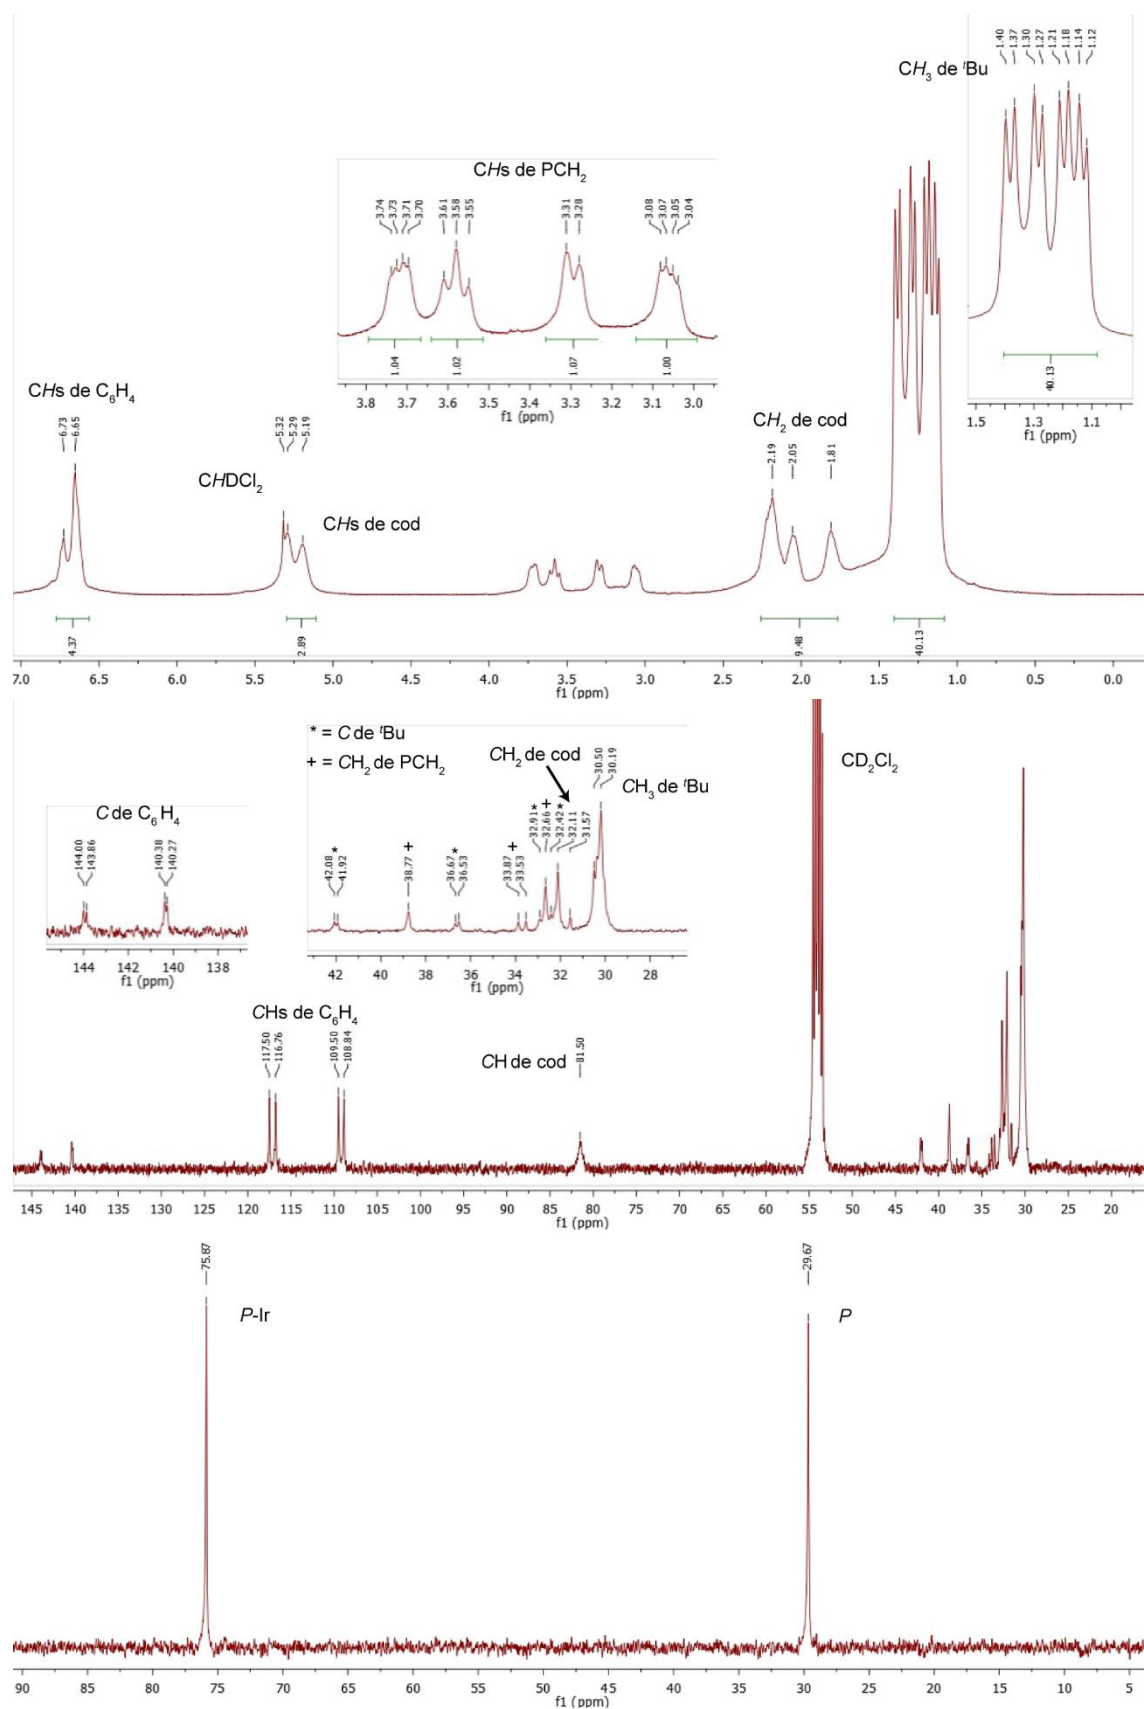 1.40
1.37
1.30
1.27
1.21
1.18
1.14
1.12
CH₃ de ᵗBu
40.13
1.5 1.3 1.1
f1 (ppm)
CHs de PCH₂
3.74
3.73
3.71
3.70
3.61
3.58
3.55
3.31
3.28
3.08
3.07
3.05
3.04
1.04
1.02
1.07
1.00
3.8 3.7 3.6 3.5 3.4 3.3 3.2 3.1 3.0
f1 (ppm)
CHs de C₆H₄
6.73
6.65
CHDCl₂
5.32
5.29
5.19
CHs de cod
CH₂ de cod
2.19
2.05
1.81
4.37
2.89
9.48
40.13
7.0 6.5 6.0 5.5 5.0 4.5 4.0 3.5 3.0 2.5 2.0 1.5 1.0 0.5 0.0
f1 (ppm)
* = C de ᵗBu
+ = CH₂ de PCH₂
CH₂ de cod
CH₃ de ᵗBu
CD₂Cl₂
C de C₆H₄
144.00
143.86
140.38
140.27
144 142 140 138
f1 (ppm)
42.08 *
41.92
38.77 +
36.67 *
36.53
33.87 +
33.53
32.91 *
32.66 +
32.42 *
32.11
31.57
30.50
30.19
42 40 38 36 34 32 30 28
f1 (ppm)
CHs de C₆H₄
117.50
116.76
109.50
108.84
CH de cod
81.50
145 140 135 130 125 120 115 110 105 100 95 90 85 80 75 70 65 60 55 50 45 40 35 30 25 20
f1 (ppm)
75.87
29.67
P-Ir
P
90 85 80 75 70 65 60 55 50 45 40 35 30 25 20 15 10 5
f1 (ppm)